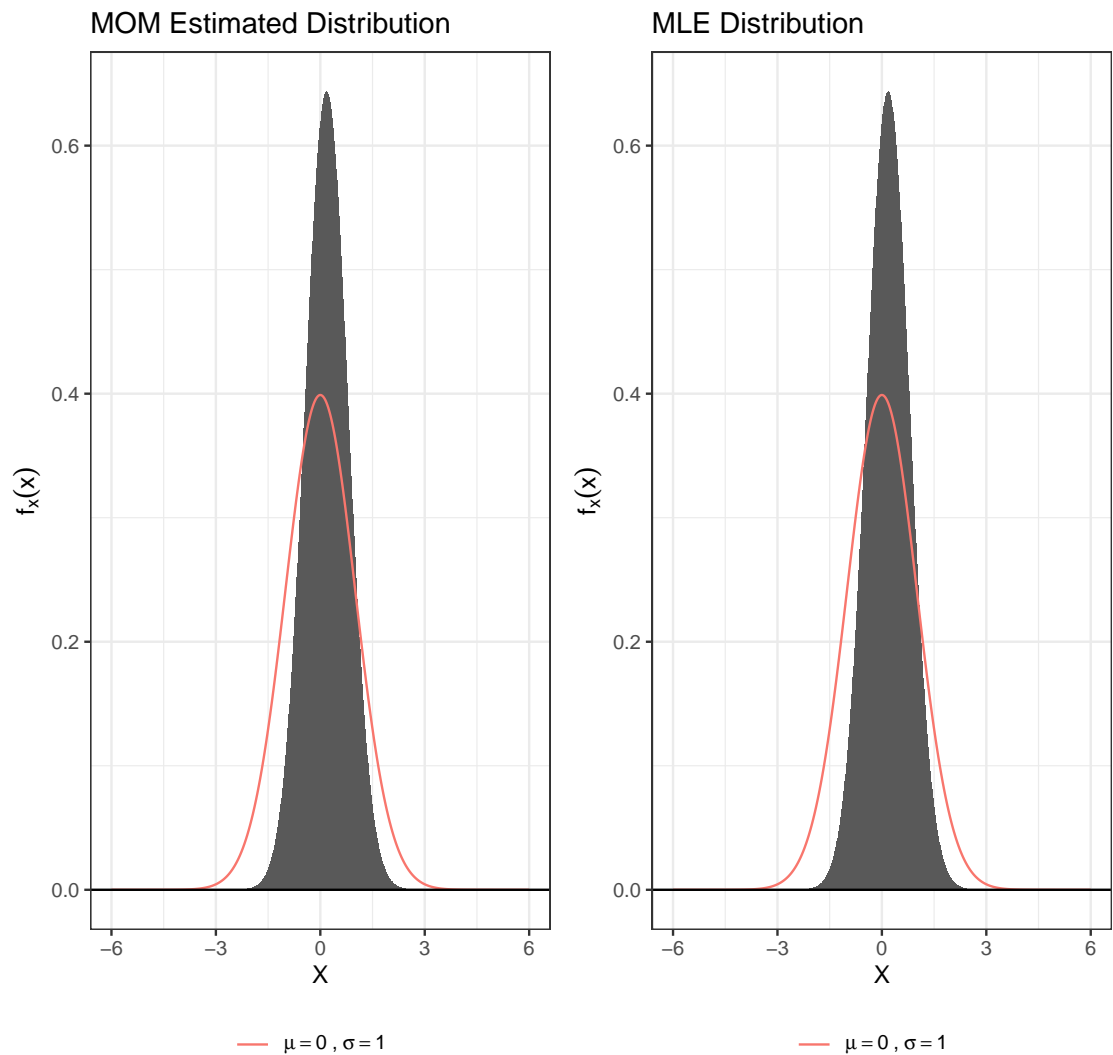 MOM Estimated Distribution
0.6
0.4
0.2
0.0
fx(x)
−6 −3 0 3 6
X
μ = 0 , σ = 1
MLE Distribution
0.6
0.4
0.2
0.0
fx(x)
−6 −3 0 3 6
X
μ = 0 , σ = 1